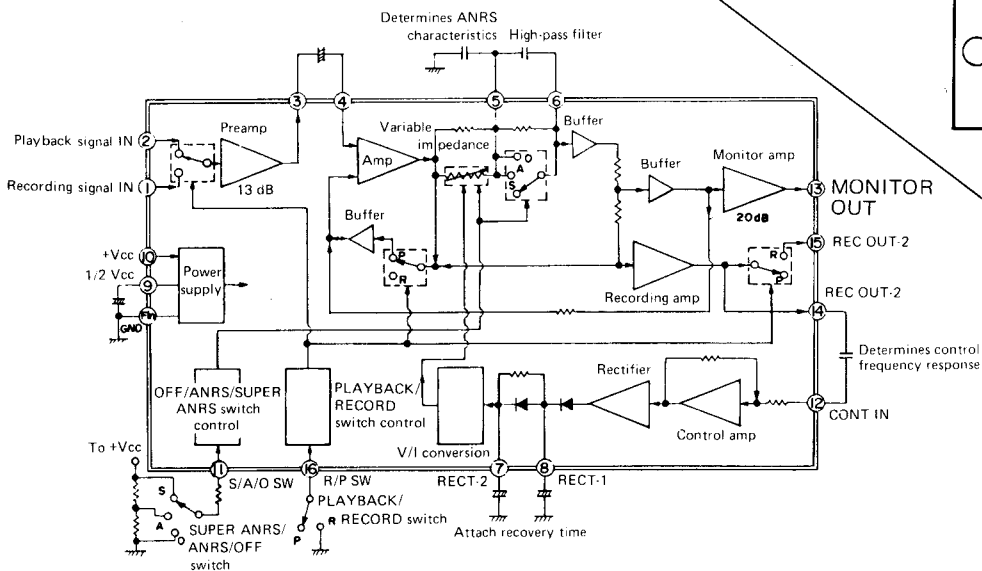 Determines ANRS
characteristics
High-pass filter
3
4
5
6
Playback signal IN
2
Preamp
13 dB
Recording signal IN
1
Amp
Variable
impedance
O
A
S
Buffer
Buffer
Monitor amp
20dB
13
MONITOR
OUT
Buffer
P
R
Recording amp
R
P
15
REC OUT-2
REC OUT-2
14
+Vcc
10
1/2 Vcc
9
Fin
GND
Power
supply
Determines control
frequency response
OFF/ANRS/SUPER
ANRS switch
control
PLAYBACK/
RECORD
switch control
V/I conversion
Rectifier
Control amp
12
CONT IN
To +Vcc
11
S/A/O SW
16
R/P SW
7
RECT-2
8
RECT-1
S
A
O
SUPER ANRS/
ANRS/OFF
switch
PLAYBACK/
RECORD switch
P
R
Attach recovery time